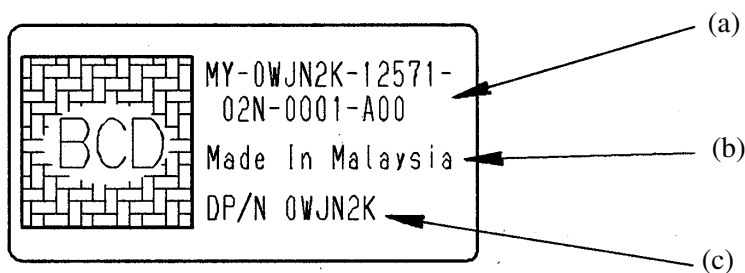 MY-0WJN2K-12571-
02N-0001-A00
BCD
Made In Malaysia
DP/N 0WJN2K
(a)
(b)
(c)